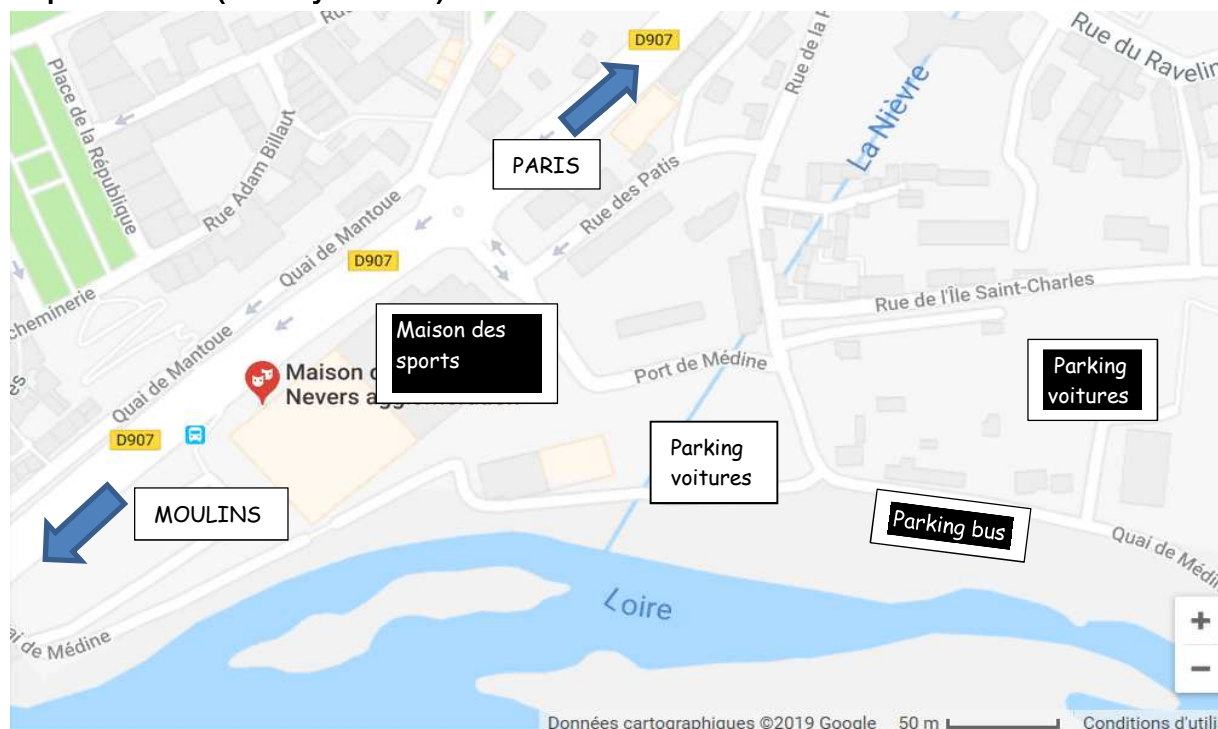 D907
Rue du Ravelin
Place de la République
Rue Adam Billaut
La Nièvre
PARIS
Rue des Patis
Quai de Mantoue
D907
Rue de l'Île Saint-Charles
cheminerie
Maison des
sports
Parking
voitures
Port de Médine
Maison
Nevers
Quai de Mantoue
D907
Parking
voitures
MOULINS
Parking bus
Quai de Médi
Loire
de Médine
+
−
Données cartographiques ©2019 Google 50 m Conditions d'utili